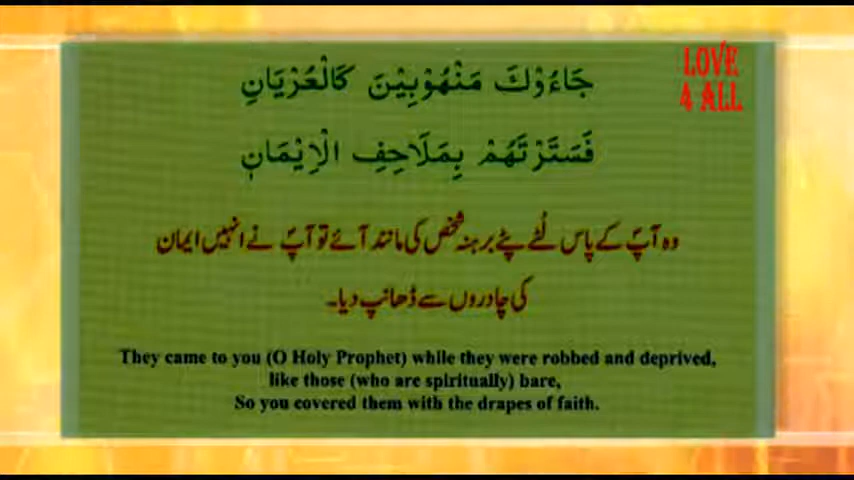 LOVE
4 ALL
جَاءُوْكَ مَنْهُوْبِيْنَ كَالْعُرْيَانِ
فَسَتَرْتَهُمْ بِمَلَاحِفِ الْاِيْمَانٖ
وہ آپؐ کے پاس لُٹے پٹے برہنہ شخص کی مانند آئے تو آپؐ نے انہیں ایمان
کی چادروں سے ڈھانپ دیا۔
They came to you (O Holy Prophet) while they were robbed and deprived,
like those (who are spiritually) bare,
So you covered them with the drapes of faith.